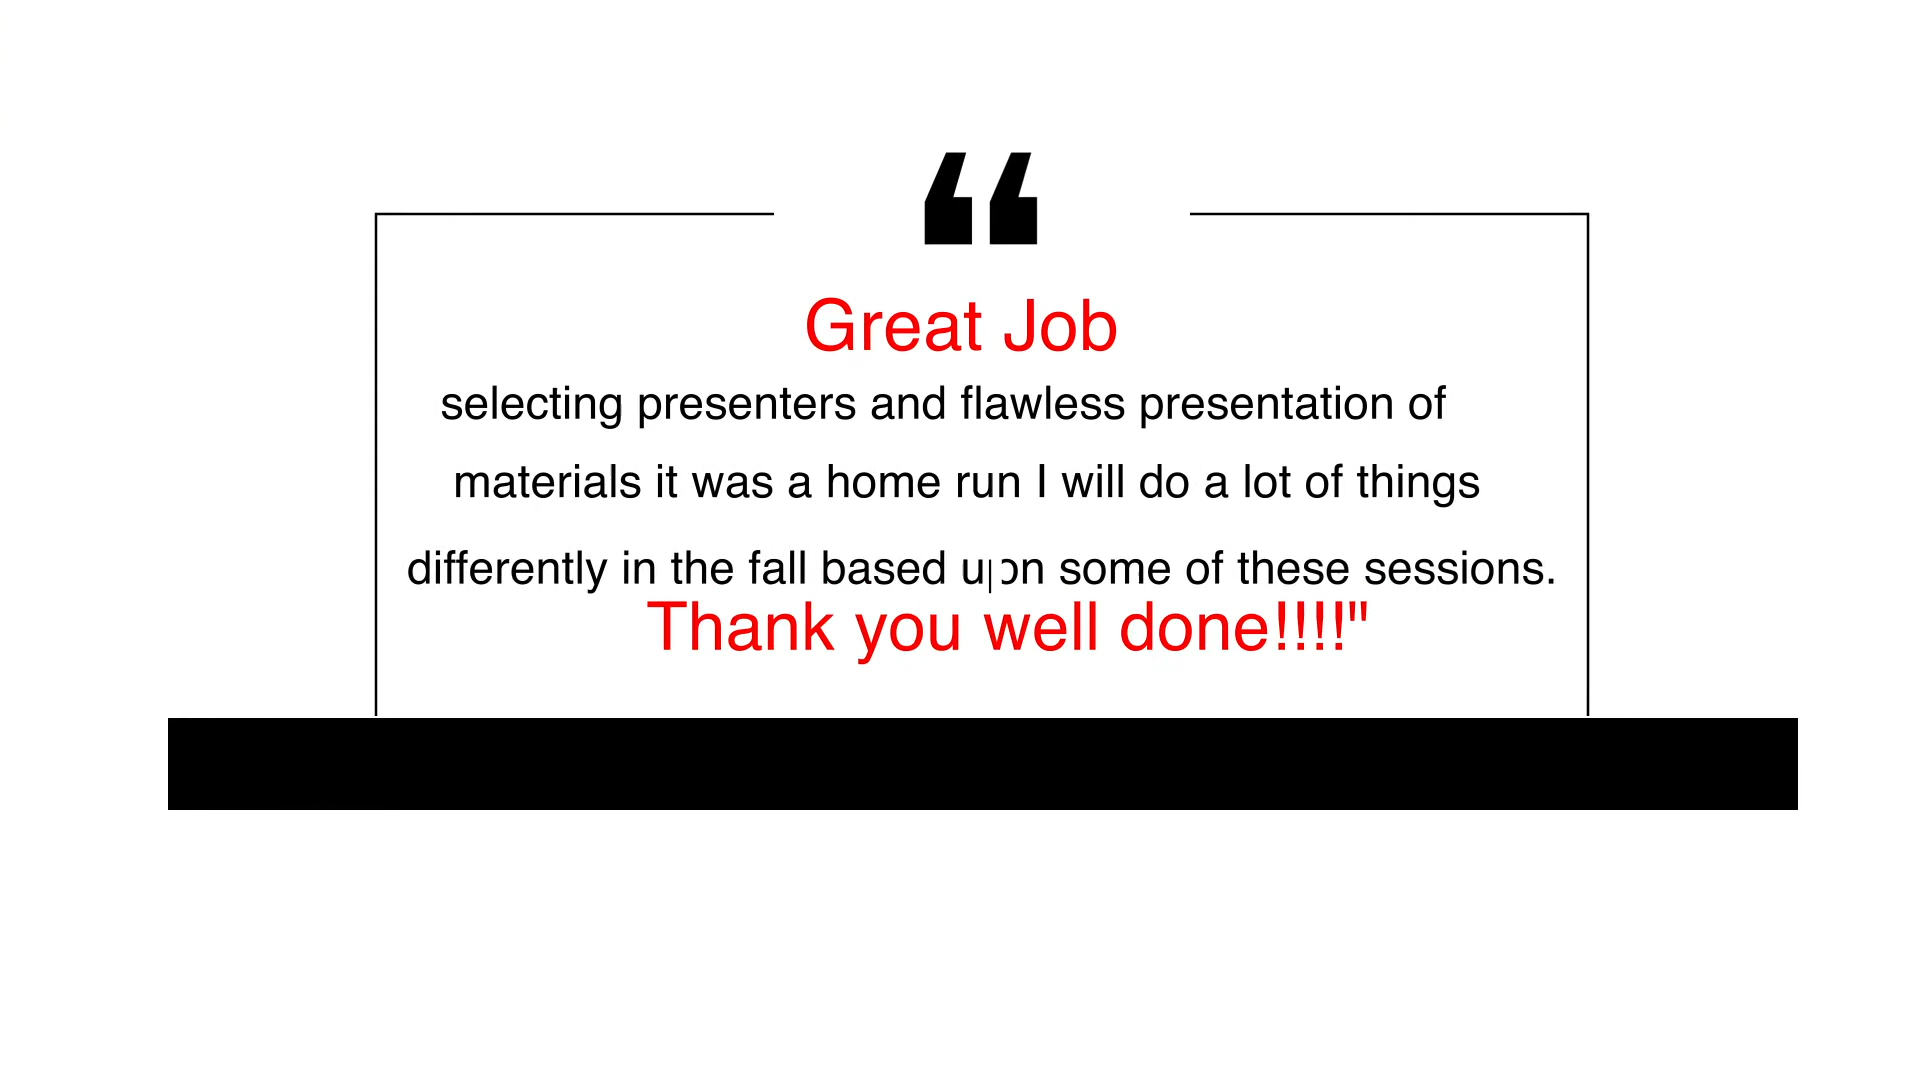 “
Great Job
selecting presenters and flawless presentation of
materials it was a home run I will do a lot of things
differently in the fall based upon some of these sessions.
Thank you well done!!!!"